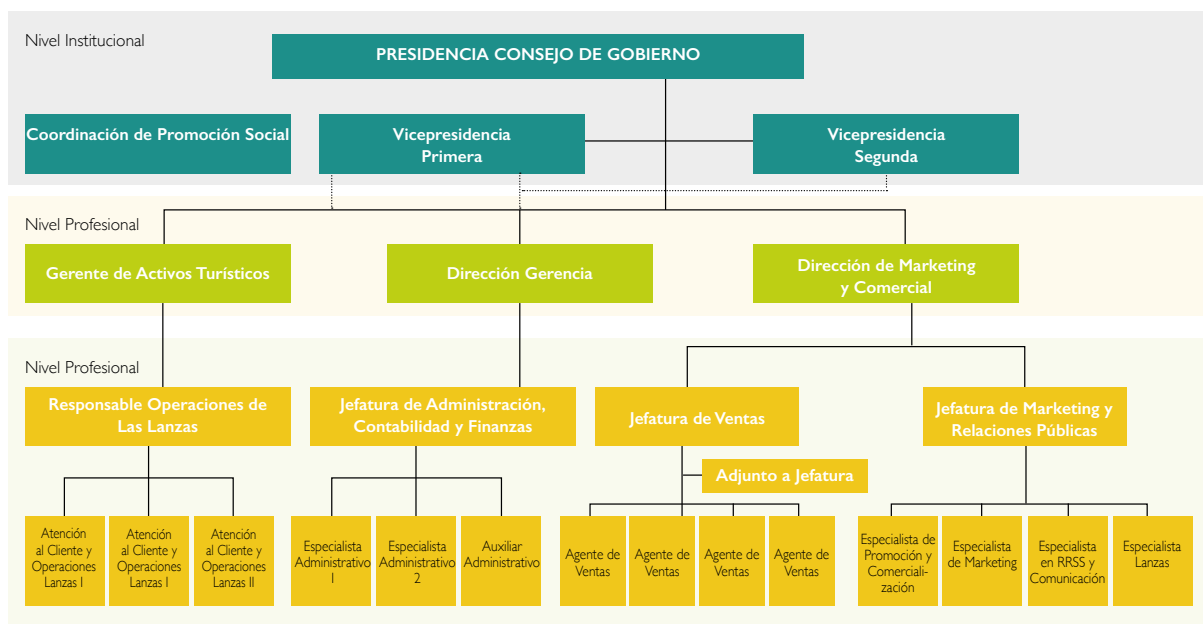 Nivel Institucional
PRESIDENCIA CONSEJO DE GOBIERNO
Coordinación de Promoción Social
Vicepresidencia
Primera
Vicepresidencia
Segunda
Nivel Profesional
Gerente de Activos Turísticos
Dirección Gerencia
Dirección de Marketing
y Comercial
Nivel Profesional
Responsable Operaciones de
Las Lanzas
Jefatura de Administración,
Contabilidad y Finanzas
Jefatura de Ventas
Jefatura de Marketing y
Relaciones Públicas
Adjunto a Jefatura
Atención
al Cliente y
Operaciones
Lanzas I
Atención
al Cliente y
Operaciones
Lanzas I
Atención
al Cliente y
Operaciones
Lanzas II
Especialista
Administrativo
1
Especialista
Administrativo
2
Auxiliar
Administrativo
Agente de
Ventas
Agente de
Ventas
Agente de
Ventas
Agente de
Ventas
Especialista de
Promoción y
Comerciali-
zación
Especialista
de Marketing
Especialista
en RRSS y
Comunicación
Especialista
Lanzas